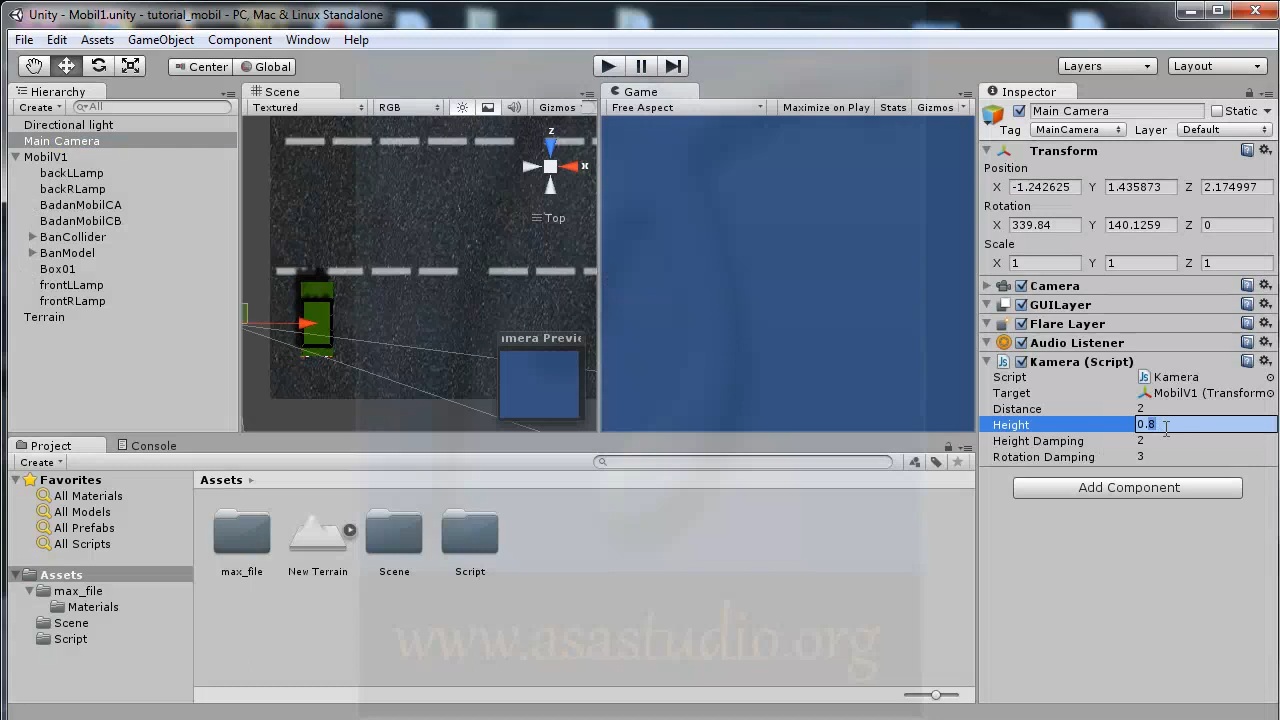 Unity - Mobil1.unity - tutorial_mobil - PC, Mac & Linux Standalone
File Edit Assets GameObject Component Window Help
Center Global Layers Layout
Hierarchy
Create All
Directional light
Main Camera
MobilV1
backLLamp
backRLamp
BadanMobilCA
BadanMobilCB
BanCollider
BanModel
Box01
frontLLamp
frontRLamp
Terrain
Scene
Textured RGB Gizmos
z
x
Top
mera Previe
Game
Free Aspect Maximize on Play Stats Gizmos
Inspector
Main Camera Static
Tag MainCamera Layer Default
Transform
Position
X -1.242625 Y 1.435873 Z 2.174997
Rotation
X 339.84 Y 140.1259 Z 0
Scale
X 1 Y 1 Z 1
Camera
GUILayer
Flare Layer
Audio Listener
Kamera (Script)
Script Kamera
Target MobilV1 (Transform
Distance 2
Height 0.8
Height Damping 2
Rotation Damping 3
Add Component
Project Console
Create
Favorites
All Materials
All Models
All Prefabs
All Scripts
Assets
max_file
Materials
Scene
Script
Assets
max_file New Terrain Scene Script
www.asastudio.org